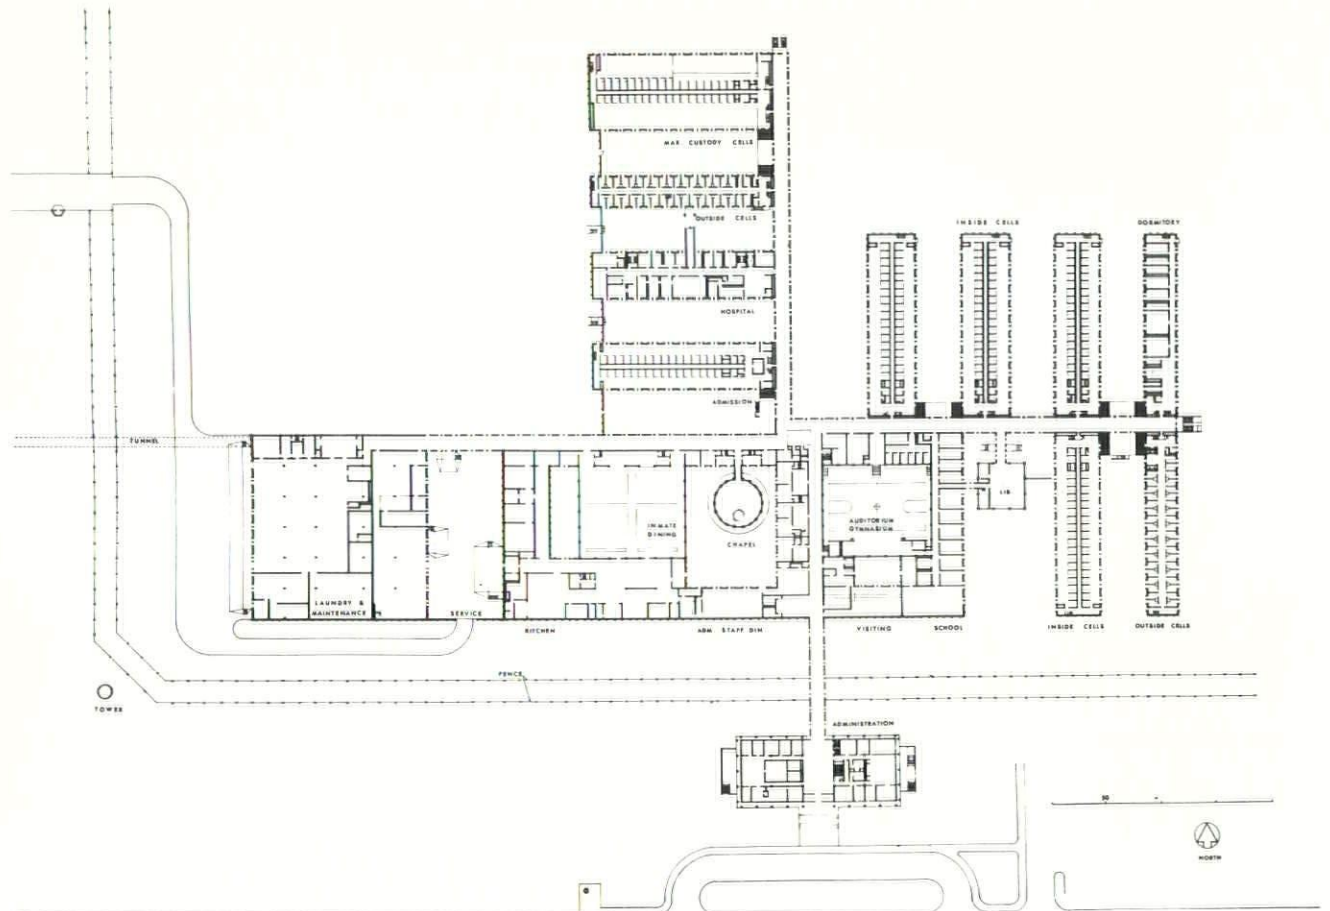 MAX. CUSTODY CELLS
OUTSIDE CELLS
INSIDE CELLS
DORMITORY
HOSPITAL
ADMISSION
TUNNEL
LIB
INMATE
DINING
AUDITORIUM
GYMNASIUM
CHAPEL
LAUNDRY &
MAINTENANCE
SERVICE
KITCHEN
ADM STAFF DIN
VISITING
SCHOOL
INSIDE CELLS
OUTSIDE CELLS
FENCE
TOWER
ADMINISTRATION
50
NORTH